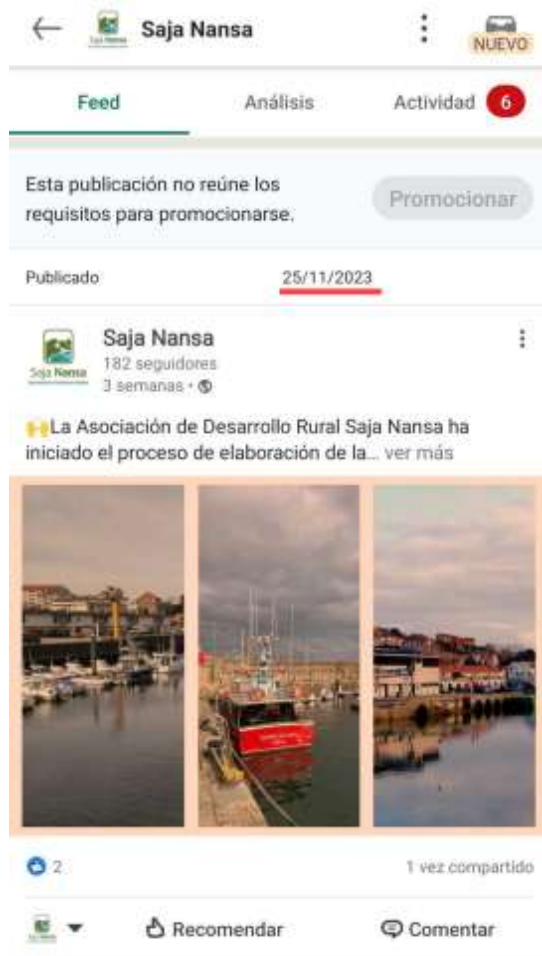 Saja Nansa
NUEVO
Feed
Análisis
Actividad
6
Esta publicación no reúne los
requisitos para promocionarse.
Promocionar
Publicado
25/11/2023
Saja Nansa
Saja Nansa
182 seguidores
3 semanas •
🙌La Asociación de Desarrollo Rural Saja Nansa ha
iniciado el proceso de elaboración de la... ver más
2
1 vez compartido
Recomendar
Comentar